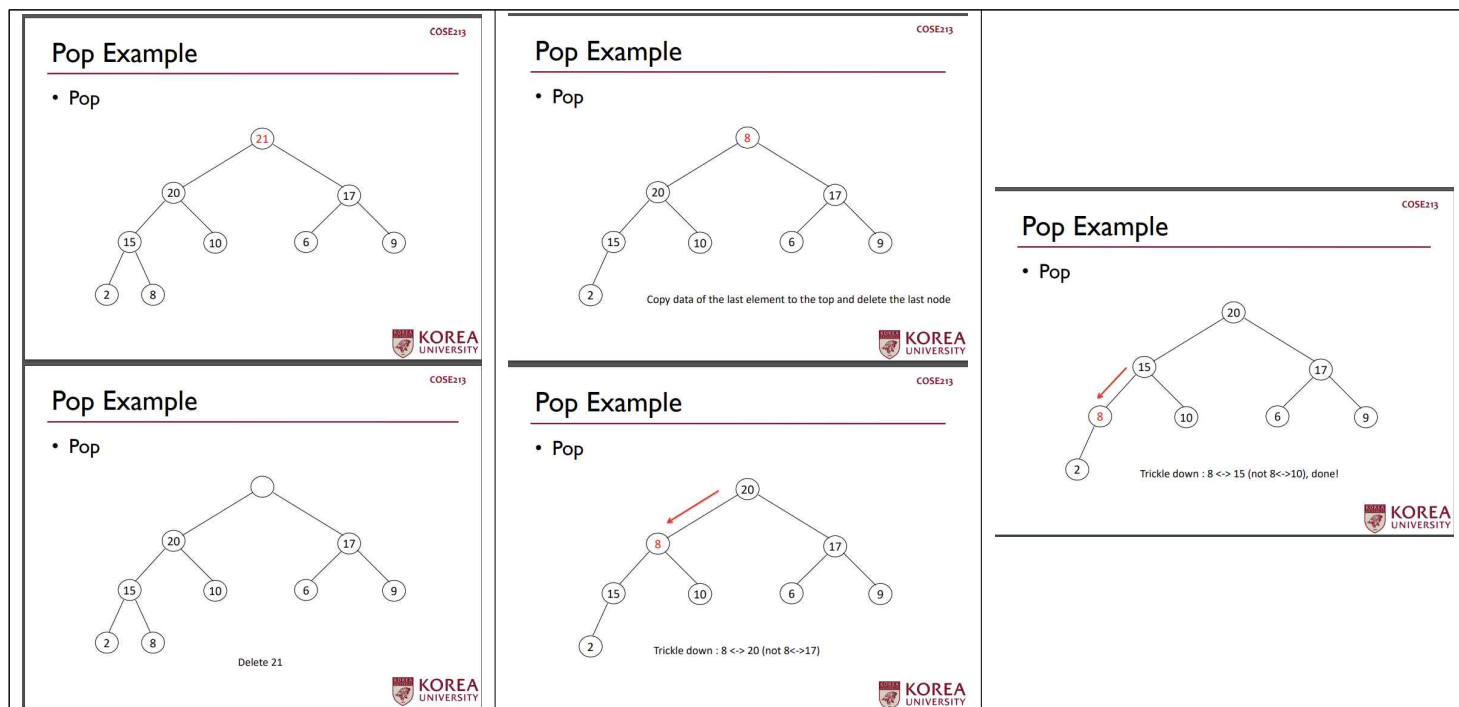 COSE213
Pop Example
• Pop
21
20
17
15
10
6
9
2
8
KOREA
UNIVERSITY
COSE213
Pop Example
• Pop
20
17
15
10
6
9
2
8
Delete 21
KOREA
UNIVERSITY
COSE213
Pop Example
• Pop
8
20
17
15
10
6
9
2
Copy data of the last element to the top and delete the last node
KOREA
UNIVERSITY
COSE213
Pop Example
• Pop
20
8
17
15
10
6
9
2
Trickle down : 8 <-> 20 (not 8<->17)
KOREA
UNIVERSITY
COSE213
Pop Example
• Pop
20
15
17
8
10
6
9
2
Trickle down : 8 <-> 15 (not 8<->10), done!
KOREA
UNIVERSITY